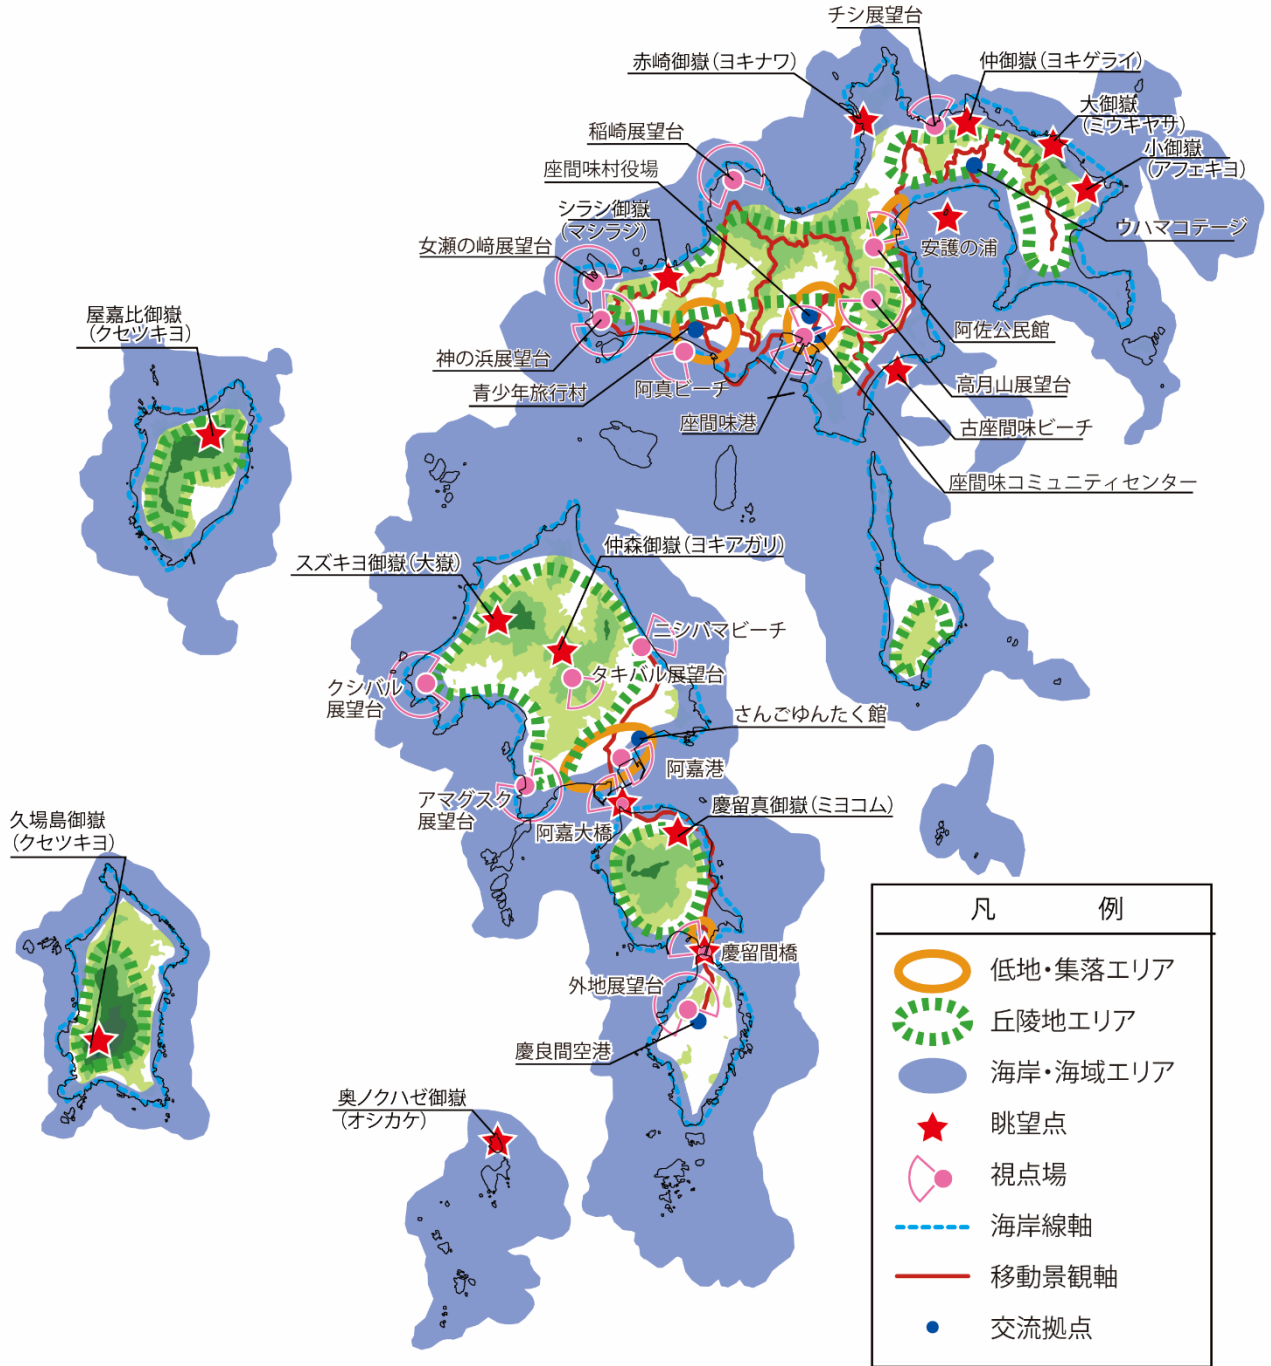 チシ展望台
赤崎御嶽(ヨキナワ)
仲御嶽(ヨキゲライ)
大御嶽
(ミウキヤサ)
稲崎展望台
小御嶽
(アフェキヨ)
座間味村役場
シラシ御嶽
(マシラジ)
ウハマコテージ
女瀬の﨑展望台
安護の浦
屋嘉比御嶽
(クセツキヨ)
阿佐公民館
神の浜展望台
高月山展望台
青少年旅行村
阿真ビーチ
座間味港
古座間味ビーチ
座間味コミュニティセンター
スズキヨ御嶽(大嶽)
仲森御嶽(ヨキアガリ)
ニシバマビーチ
タキバル展望台
クシバル
展望台
さんごゆんたく館
阿嘉港
アマグスク
展望台
阿嘉大橋
慶留真御嶽(ミヨコム)
久場島御嶽
(クセツキヨ)
慶留間橋
外地展望台
慶良間空港
奥ノクハゼ御嶽
(オシカケ)
凡 例
低地・集落エリア
丘陵地エリア
海岸・海域エリア
眺望点
視点場
海岸線軸
移動景観軸
交流拠点